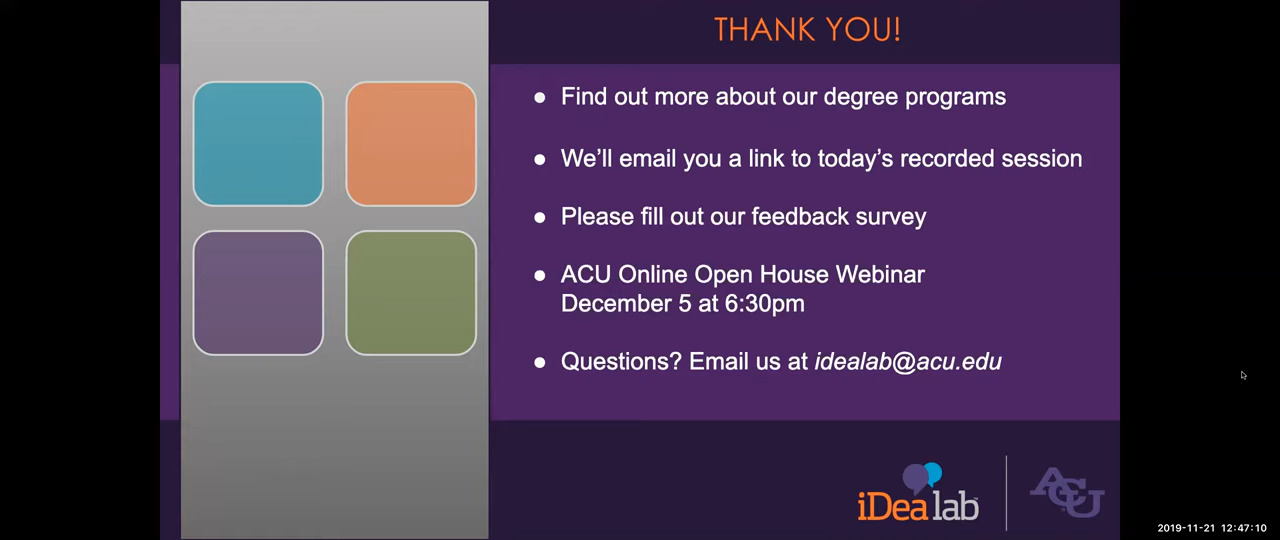 THANK YOU!
● Find out more about our degree programs
● We'll email you a link to today's recorded session
● Please fill out our feedback survey
● ACU Online Open House Webinar
December 5 at 6:30pm
● Questions? Email us at idealab@acu.edu
iDea lab™
ACU
2019-11-21 12:47:10